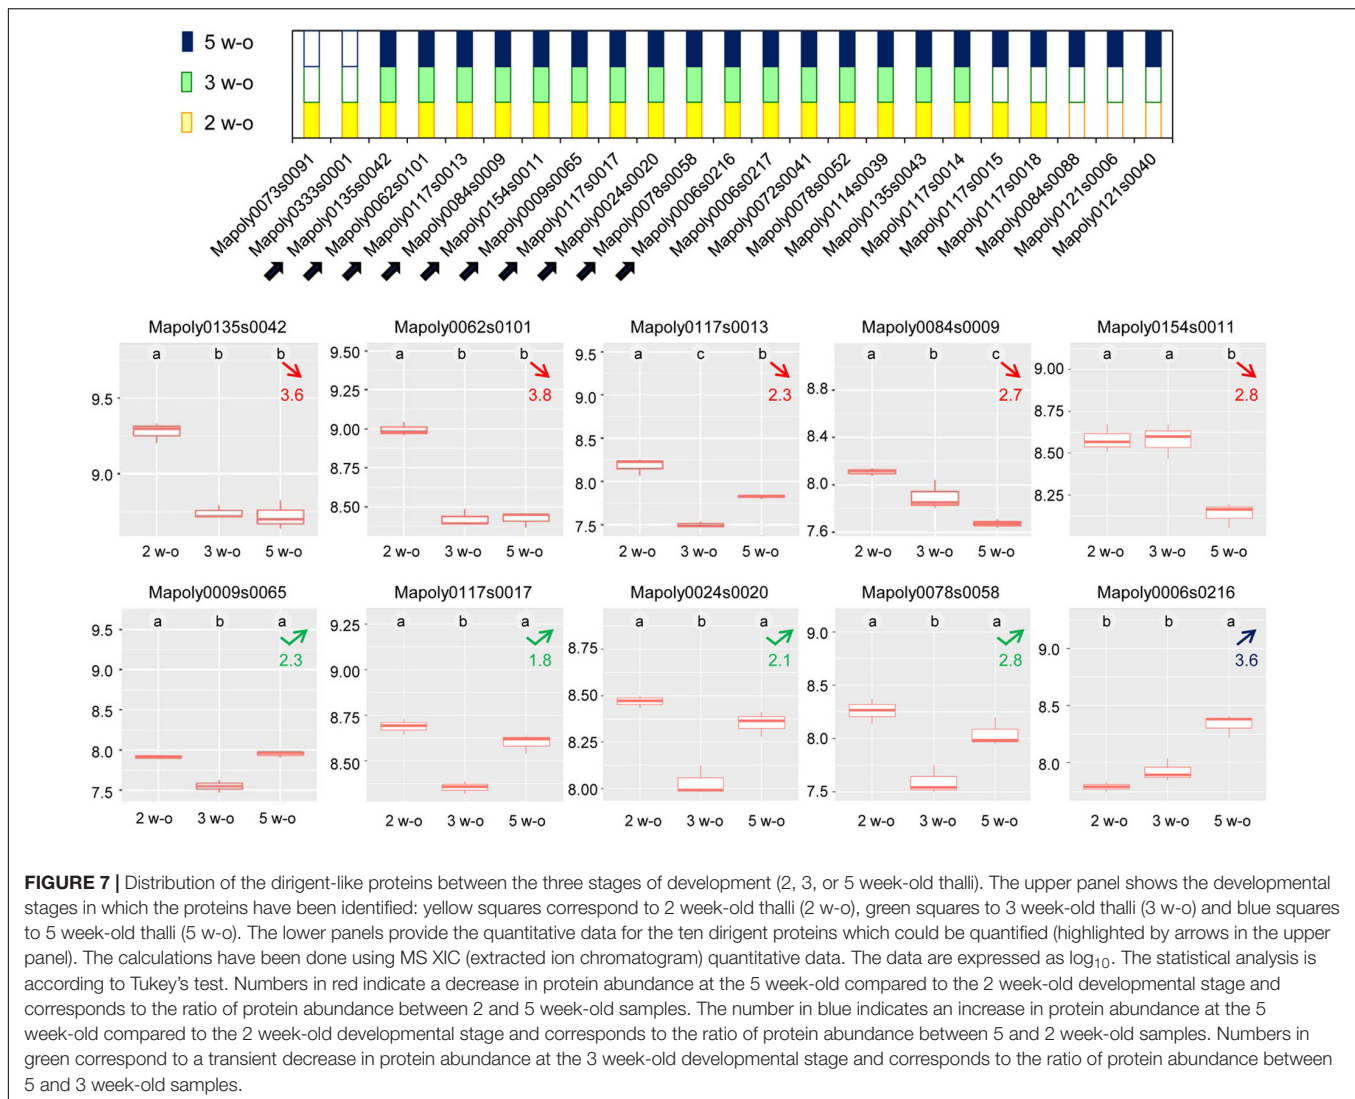 5 w-o
3 w-o
2 w-o
Mapoly0073s0091
Mapoly0333s0001
Mapoly0135s0042
Mapoly0062s0101
Mapoly0117s0013
Mapoly0084s0009
Mapoly0154s0011
Mapoly0009s0065
Mapoly0117s0017
Mapoly0024s0020
Mapoly0078s0058
Mapoly0006s0216
Mapoly0006s0217
Mapoly0072s0041
Mapoly0078s0052
Mapoly0114s0039
Mapoly0135s0043
Mapoly0117s0014
Mapoly0117s0015
Mapoly0117s0018
Mapoly0084s0088
Mapoly0121s0006
Mapoly0121s0040
Mapoly0135s0042
a b b
3.6
9.5
9.0
2 w-o 3 w-o 5 w-o
Mapoly0062s0101
a b b
3.8
9.50
9.25
9.00
8.75
8.50
2 w-o 3 w-o 5 w-o
Mapoly0117s0013
a c b
2.3
9.5
9.0
8.5
8.0
7.5
2 w-o 3 w-o 5 w-o
Mapoly0084s0009
a b c
2.7
8.8
8.4
8.0
7.6
2 w-o 3 w-o 5 w-o
Mapoly0154s0011
a a b
2.8
9.00
8.75
8.50
8.25
2 w-o 3 w-o 5 w-o
Mapoly0009s0065
a b a
2.3
9.5
9.0
8.5
8.0
7.5
2 w-o 3 w-o 5 w-o
Mapoly0117s0017
a b a
1.8
9.25
9.00
8.75
8.50
2 w-o 3 w-o 5 w-o
Mapoly0024s0020
a b a
2.1
8.75
8.50
8.25
8.00
2 w-o 3 w-o 5 w-o
Mapoly0078s0058
a b a
2.8
9.0
8.5
8.0
7.5
2 w-o 3 w-o 5 w-o
Mapoly0006s0216
b b a
3.6
9.0
8.5
8.0
2 w-o 3 w-o 5 w-o
FIGURE 7 | Distribution of the dirigent-like proteins between the three stages of development (2, 3, or 5 week-old thalli). The upper panel shows the developmental
stages in which the proteins have been identified: yellow squares correspond to 2 week-old thalli (2 w-o), green squares to 3 week-old thalli (3 w-o) and blue squares
to 5 week-old thalli (5 w-o). The lower panels provide the quantitative data for the ten dirigent proteins which could be quantified (highlighted by arrows in the upper
panel). The calculations have been done using MS XIC (extracted ion chromatogram) quantitative data. The data are expressed as log₁₀. The statistical analysis is
according to Tukey's test. Numbers in red indicate a decrease in protein abundance at the 5 week-old compared to the 2 week-old developmental stage and
corresponds to the ratio of protein abundance between 2 and 5 week-old samples. The number in blue indicates an increase in protein abundance at the 5
week-old compared to the 2 week-old developmental stage and corresponds to the ratio of protein abundance between 5 and 2 week-old samples. Numbers in
green correspond to a transient decrease in protein abundance at the 3 week-old developmental stage and corresponds to the ratio of protein abundance between
5 and 3 week-old samples.